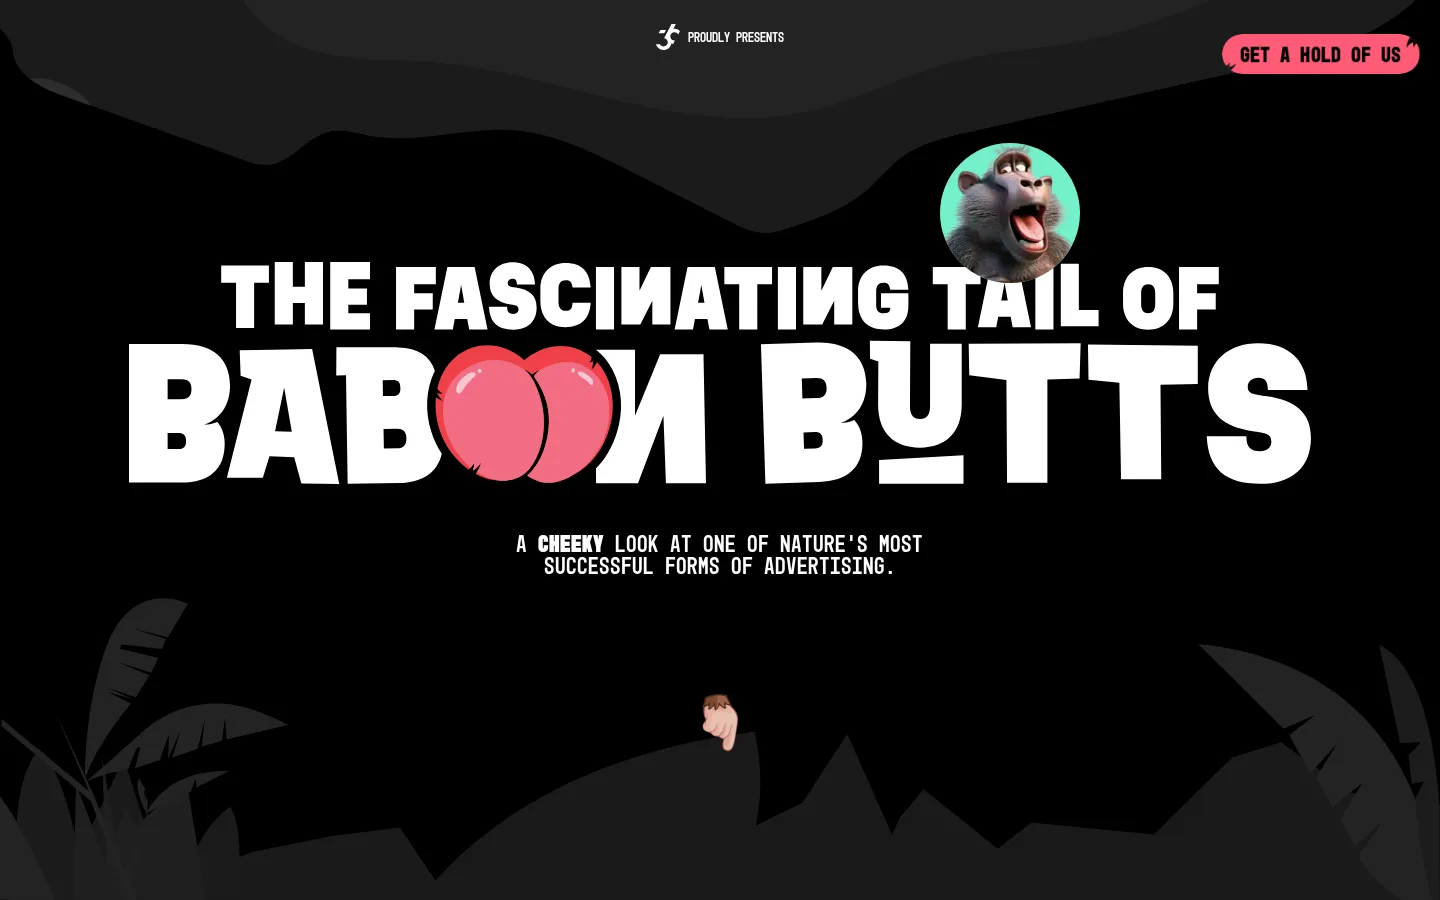 PROUDLY PRESENTS
GET A HOLD OF US
THE FASCINATING TAIL OF
BABOON BUTTS
A CHEEKY LOOK AT ONE OF NATURE'S MOST
SUCCESSFUL FORMS OF ADVERTISING.